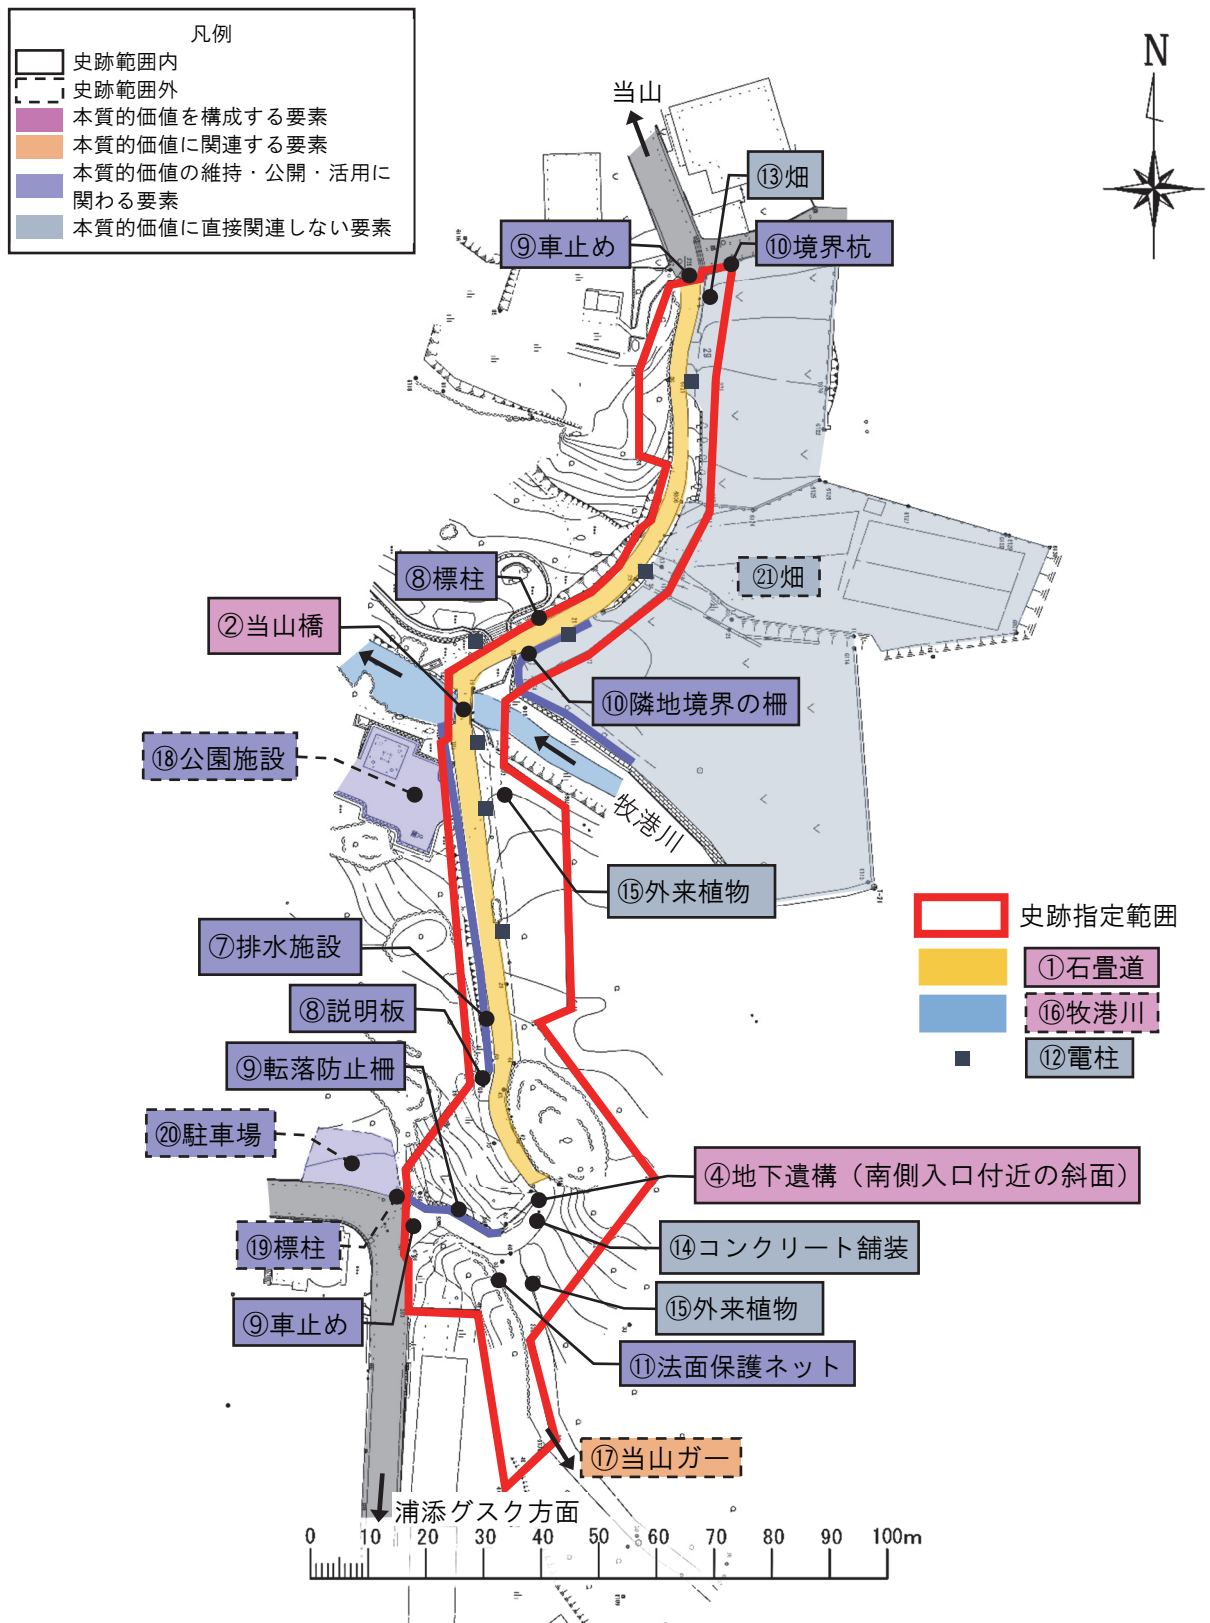 凡例
史跡範囲内
史跡範囲外
本質的価値を構成する要素
本質的価値に関連する要素
本質的価値の維持・公開・活用に
関わる要素
本質的価値に直接関連しない要素
N
当山
⑬畑
⑨車止め
⑩境界杭
㉑畑
⑧標柱
②当山橋
⑩隣地境界の柵
⑱公園施設
牧港川
⑮外来植物
史跡指定範囲
⑦排水施設
①石畳道
⑧説明板
⑯牧港川
⑨転落防止柵
⑫電柱
⑳駐車場
④地下遺構（南側入口付近の斜面）
⑲標柱
⑭コンクリート舗装
⑨車止め
⑮外来植物
⑪法面保護ネット
⑰当山ガー
浦添グスク方面
0 10 20 30 40 50 60 70 80 90 100m